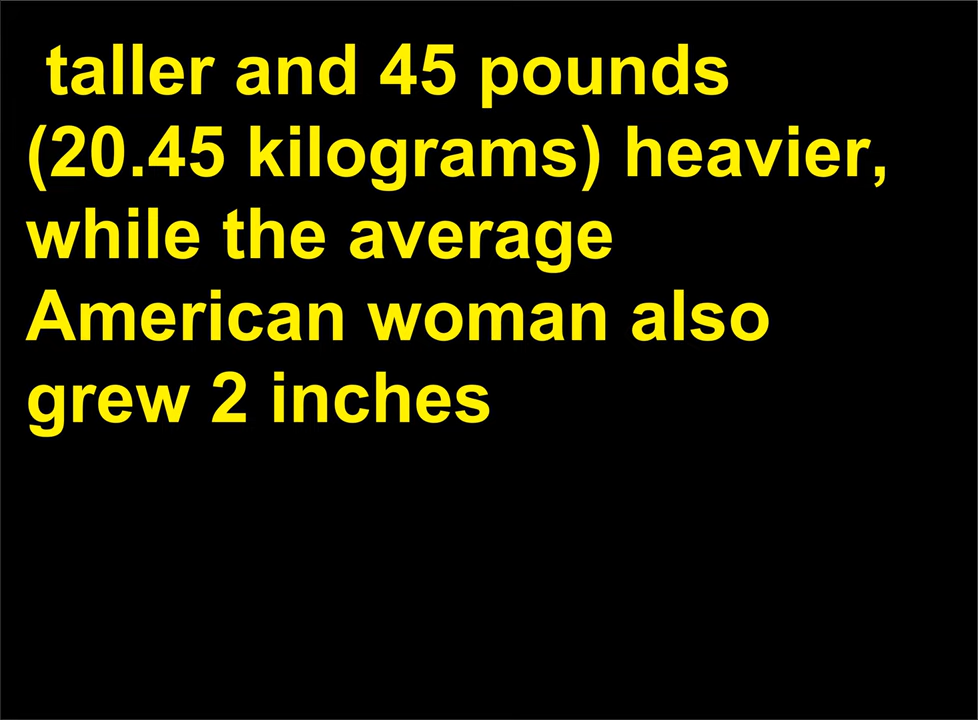 taller and 45 pounds
(20.45 kilograms) heavier,
while the average
American woman also
grew 2 inches